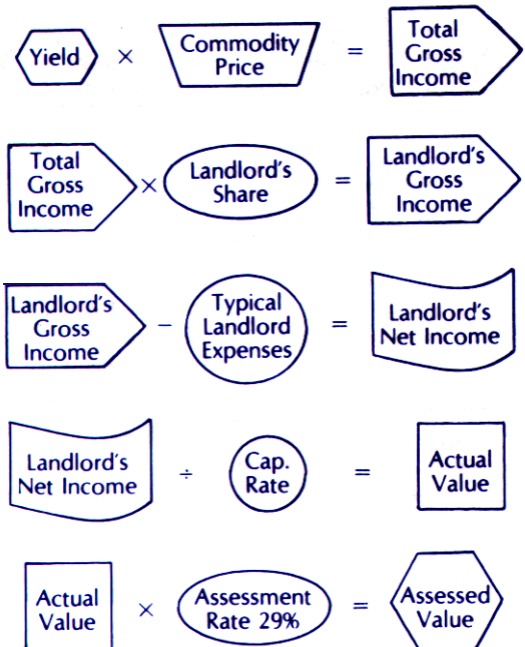 Yield × Commodity Price = Total Gross Income
Total Gross Income × Landlord's Share = Landlord's Gross Income
Landlord's Gross Income − Typical Landlord Expenses = Landlord's Net Income
Landlord's Net Income ÷ Cap. Rate = Actual Value
Actual Value × Assessment Rate 29% = Assessed Value